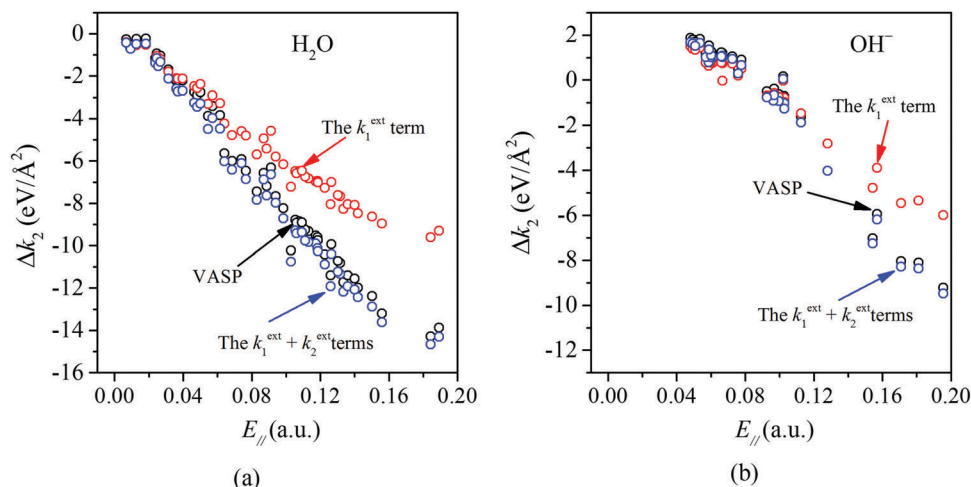 H₂O
The k₁ᵉˣᵗ term
VASP
The k₁ᵉˣᵗ + k₂ᵉˣᵗ terms
Δk₂ (eV/Å²)
0
-2
-4
-6
-8
-10
-12
-14
-16
0.00 0.04 0.08 0.12 0.16 0.20
E// (a.u.)
(a)
OH⁻
The k₁ᵉˣᵗ term
VASP
The k₁ᵉˣᵗ + k₂ᵉˣᵗ terms
Δk₂ (eV/Å²)
2
0
-2
-4
-6
-8
-10
-12
0.00 0.04 0.08 0.12 0.16 0.20
E// (a.u.)
(b)